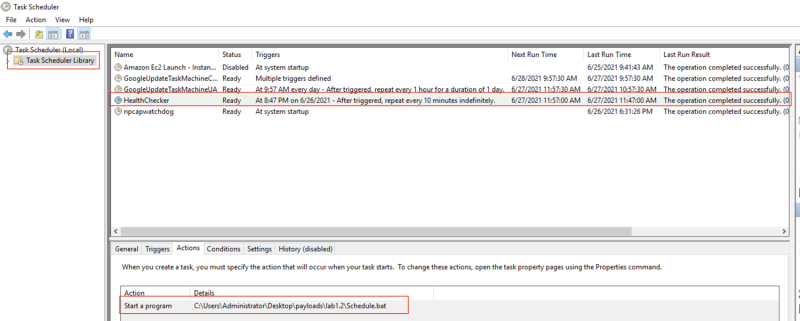 Task Scheduler
File Action View Help
Task Scheduler (Local)
Task Scheduler Library
Name Status Triggers Next Run Time Last Run Time Last Run Result
Amazon Ec2 Launch - Instan... Disabled At system startup 6/25/2021 9:41:43 AM The operation completed successfully. (0
GoogleUpdateTaskMachineC... Ready Multiple triggers defined 6/28/2021 9:57:30 AM 6/27/2021 9:57:30 AM The operation completed successfully. (0
GoogleUpdateTaskMachineUA Ready At 9:57 AM every day - After triggered, repeat every 1 hour for a duration of 1 day. 6/27/2021 11:57:30 AM 6/27/2021 10:57:30 AM The operation completed successfully. (0
HealthChecker Ready At 8:47 PM on 6/26/2021 - After triggered, repeat every 10 minutes indefinitely. 6/27/2021 11:57:00 AM 6/27/2021 11:47:00 AM The operation completed successfully. (0
npcapwatchdog Ready At system startup 6/26/2021 6:31:26 PM The operation completed successfully. (0
General Triggers Actions Conditions Settings History (disabled)
When you create a task, you must specify the action that will occur when your task starts. To change these actions, open the task property pages using the Properties command.
Action Details
Start a program C:\Users\Administrator\Desktop\payloads\lab1.2\Schedule.bat